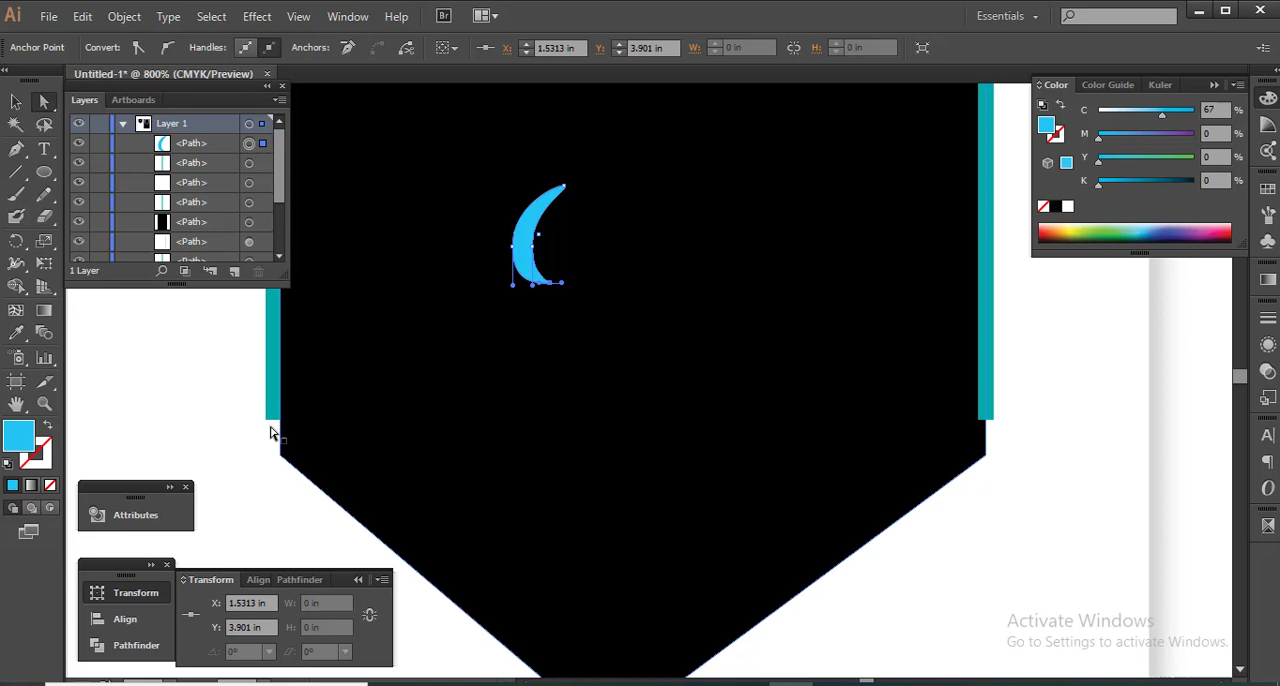 Ai File Edit Object Type Select Effect View Window Help Br Essentials
Anchor Point Convert: Handles: Anchors: X: 1.5313 in Y: 3.901 in W: 0 in H: 0 in
Untitled-1* @ 800% (CMYK/Preview) ×
Layers Artboards
Layer 1
<Path>
<Path>
<Path>
<Path>
<Path>
<Path>
1 Layer
Color Color Guide Kuler
C 67 %
M 0 %
Y 0 %
K 0 %
Attributes
Transform
Align
Pathfinder
Transform Align Pathfinder
X: 1.5313 in W: 0 in
Y: 3.901 in H: 0 in
0° 0°
Activate Windows
Go to Settings to activate Windows.